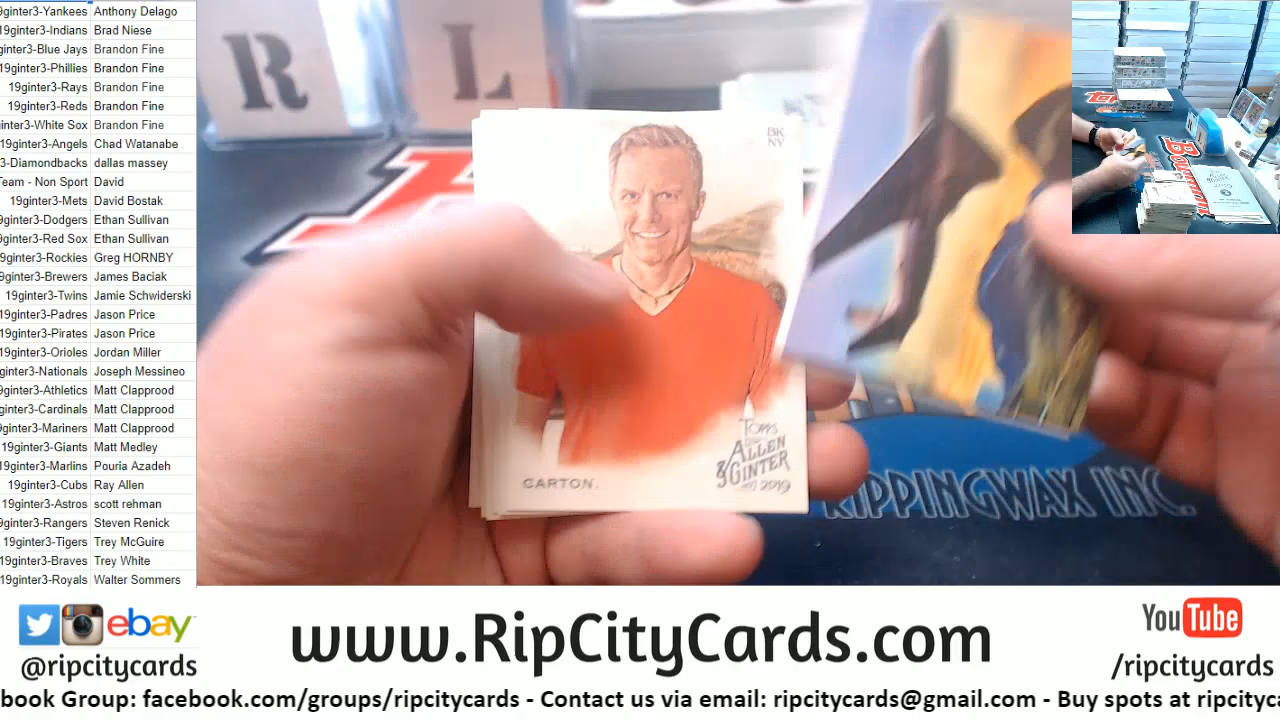 9ginter3-Yankees Anthony Delago
19ginter3-Indians Brad Niese
ginter3-Blue Jays Brandon Fine
19ginter3-Phillies Brandon Fine
19ginter3-Rays Brandon Fine
19ginter3-Reds Brandon Fine
inter3-White Sox Brandon Fine
19ginter3-Angels Chad Watanabe
3-Diamondbacks dallas massey
Team - Non Sport David
19ginter3-Mets David Bostak
9ginter3-Dodgers Ethan Sullivan
9ginter3-Red Sox Ethan Sullivan
9ginter3-Rockies Greg HORNBY
9ginter3-Brewers James Baciak
19ginter3-Twins Jamie Schwiderski
19ginter3-Padres Jason Price
19ginter3-Pirates Jason Price
19ginter3-Orioles Jordan Miller
ginter3-Nationals Joseph Messineo
9ginter3-Athletics Matt Clapprood
ginter3-Cardinals Matt Clapprood
9ginter3-Mariners Matt Clapprood
19ginter3-Giants Matt Medley
19ginter3-Marlins Pouria Azadeh
19ginter3-Cubs Ray Allen
19ginter3-Astros scott rehman
9ginter3-Rangers Steven Renick
19ginter3-Tigers Trey McGuire
19ginter3-Braves Trey White
19ginter3-Royals Walter Sommers
R L
BK
NY
TOPPS
ALLEN
& GINTER
2019
CARTON.
RIPPINGWAX INC.
ebay
@ripcitycards
www.RipCityCards.com
YouTube
/ripcitycards
book Group: facebook.com/groups/ripcitycards - Contact us via email: ripcitycards@gmail.com - Buy spots at ripcityca